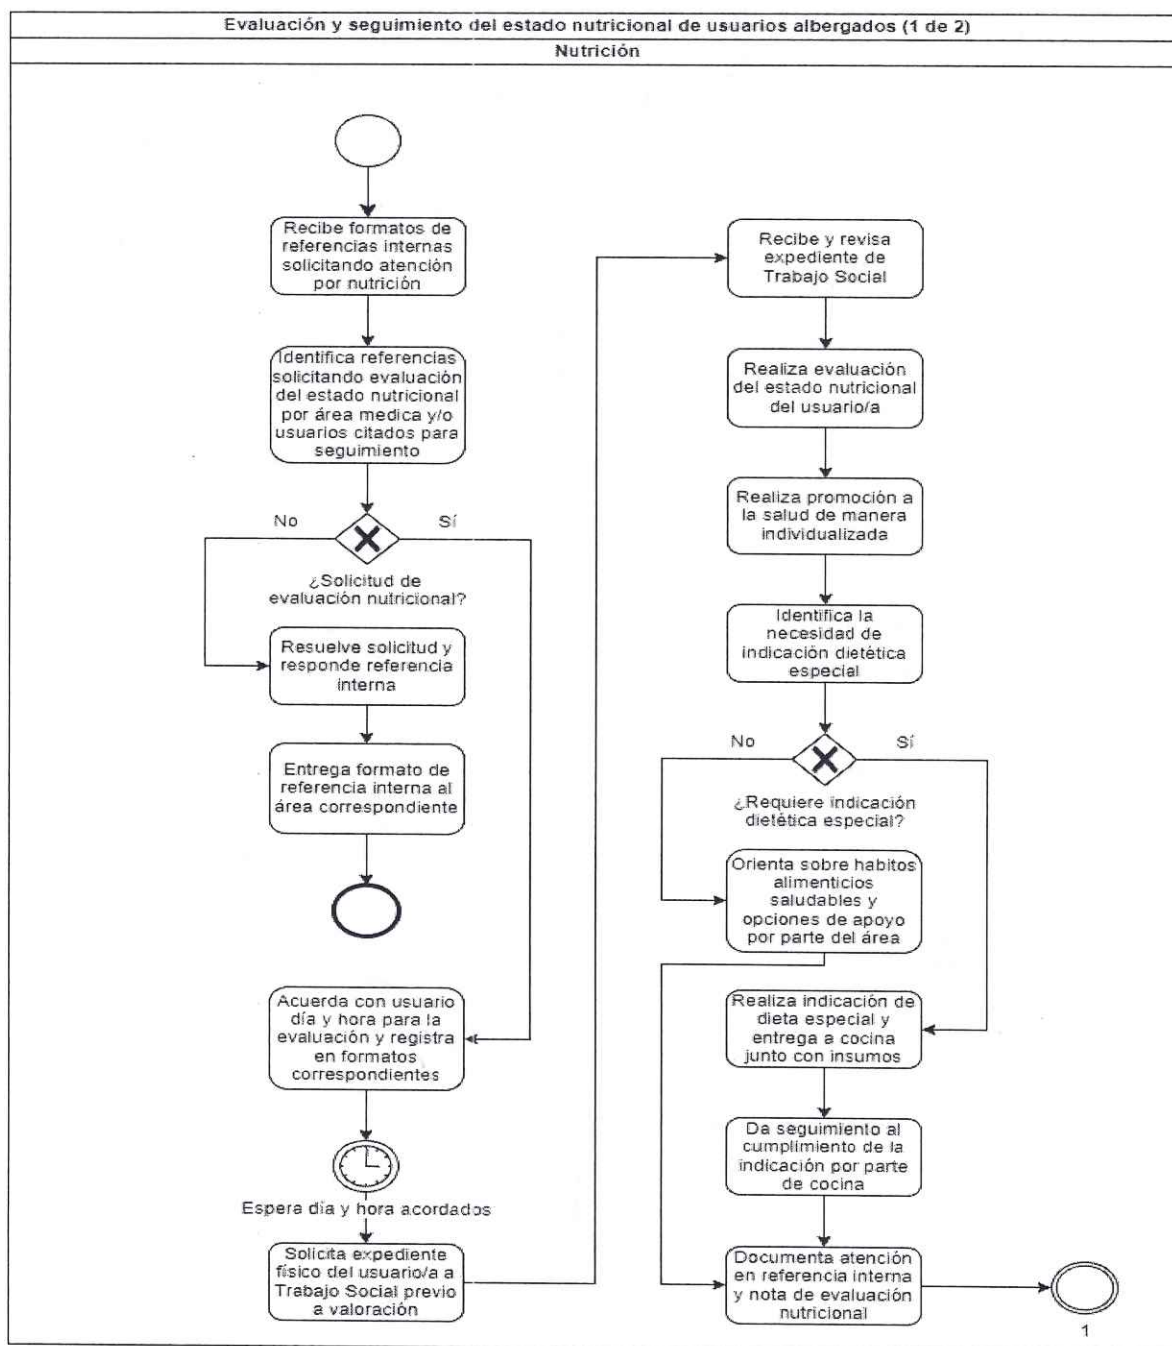 Evaluación y seguimiento del estado nutricional de usuarios albergados (1 de 2)
Nutrición
Recibe formatos de
referencias internas
solicitando atención
por nutrición
Identifica referencias
solicitando evaluación
del estado nutricional
por área medica y/o
usuarios citados para
seguimiento
No
Sí
¿Solicitud de
evaluación nutricional?
Resuelve solicitud y
responde referencia
interna
Entrega formato de
referencia interna al
área correspondiente
Acuerda con usuario
día y hora para la
evaluación y registra
en formatos
correspondientes
Espera día y hora acordados
Solicita expediente
físico del usuario/a a
Trabajo Social previo
a valoración
Recibe y revisa
expediente de
Trabajo Social
Realiza evaluación
del estado nutricional
del usuario/a
Realiza promoción a
la salud de manera
individualizada
Identifica la
necesidad de
indicación dietética
especial
No
Sí
¿Requiere indicación
dietética especial?
Orienta sobre habitos
alimenticios
saludables y
opciones de apoyo
por parte del área
Realiza indicación de
dieta especial y
entrega a cocina
junto con insumos
Da seguimiento al
cumplimiento de la
indicación por parte
de cocina
Documenta atención
en referencia interna
y nota de evaluación
nutricional
1